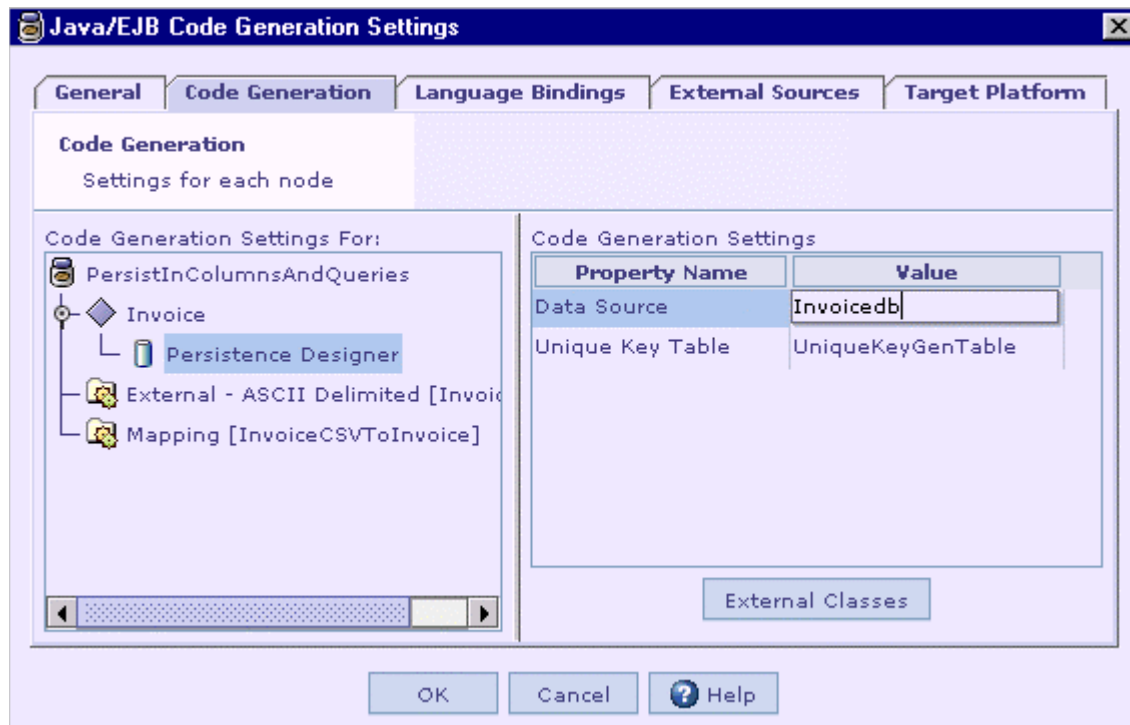 Java/EJB Code Generation Settings
General Code Generation Language Bindings External Sources Target Platform
Code Generation
Settings for each node
Code Generation Settings For:
PersistInColumnsAndQueries
Invoice
Persistence Designer
External - ASCII Delimited [Invoic
Mapping [InvoiceCSVToInvoice]
Code Generation Settings
Property Name Value
Data Source Invoicedb
Unique Key Table UniqueKeyGenTable
External Classes
OK Cancel Help